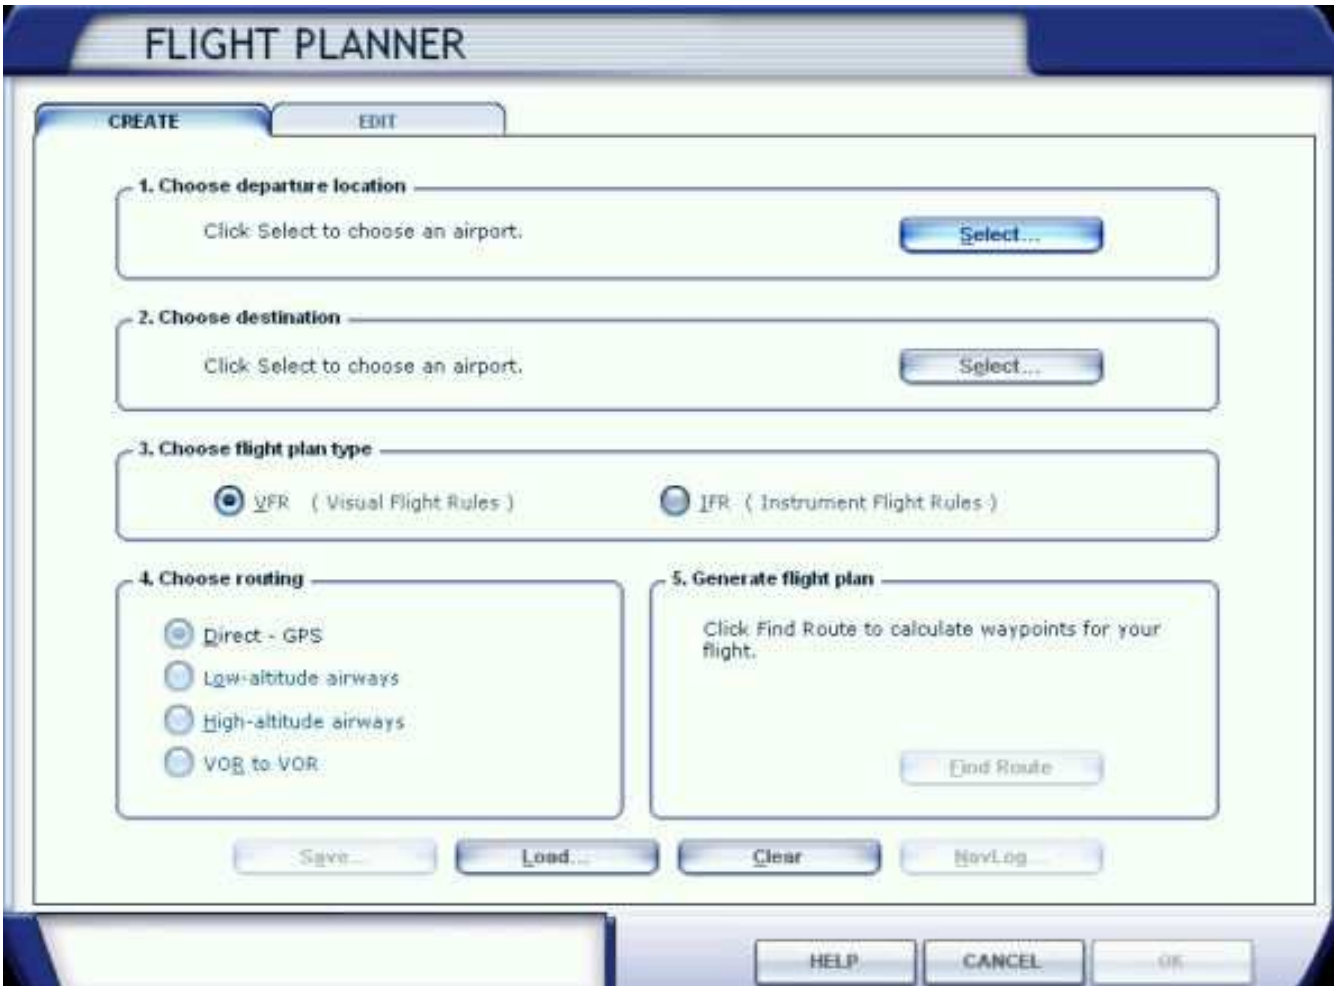 FLIGHT PLANNER
CREATE
EDIT
1. Choose departure location
Click Select to choose an airport.
Select...
2. Choose destination
Click Select to choose an airport.
Select...
3. Choose flight plan type
VFR ( Visual Flight Rules )
IFR ( Instrument Flight Rules )
4. Choose routing
Direct - GPS
Low-altitude airways
High-altitude airways
VOR to VOR
5. Generate flight plan
Click Find Route to calculate waypoints for your
flight.
Find Route
Save...
Load...
Clear
NavLog...
HELP
CANCEL
OK